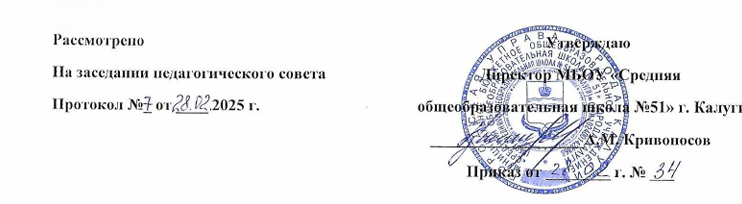 Рассмотрено
На заседании педагогического совета
Протокол №7 от 28.02.2025 г.
Утверждаю
Директор МБОУ «Средняя
общеобразовательная школа №51» г. Калуги
А.М. Кривоносов
Приказ от г. № 34